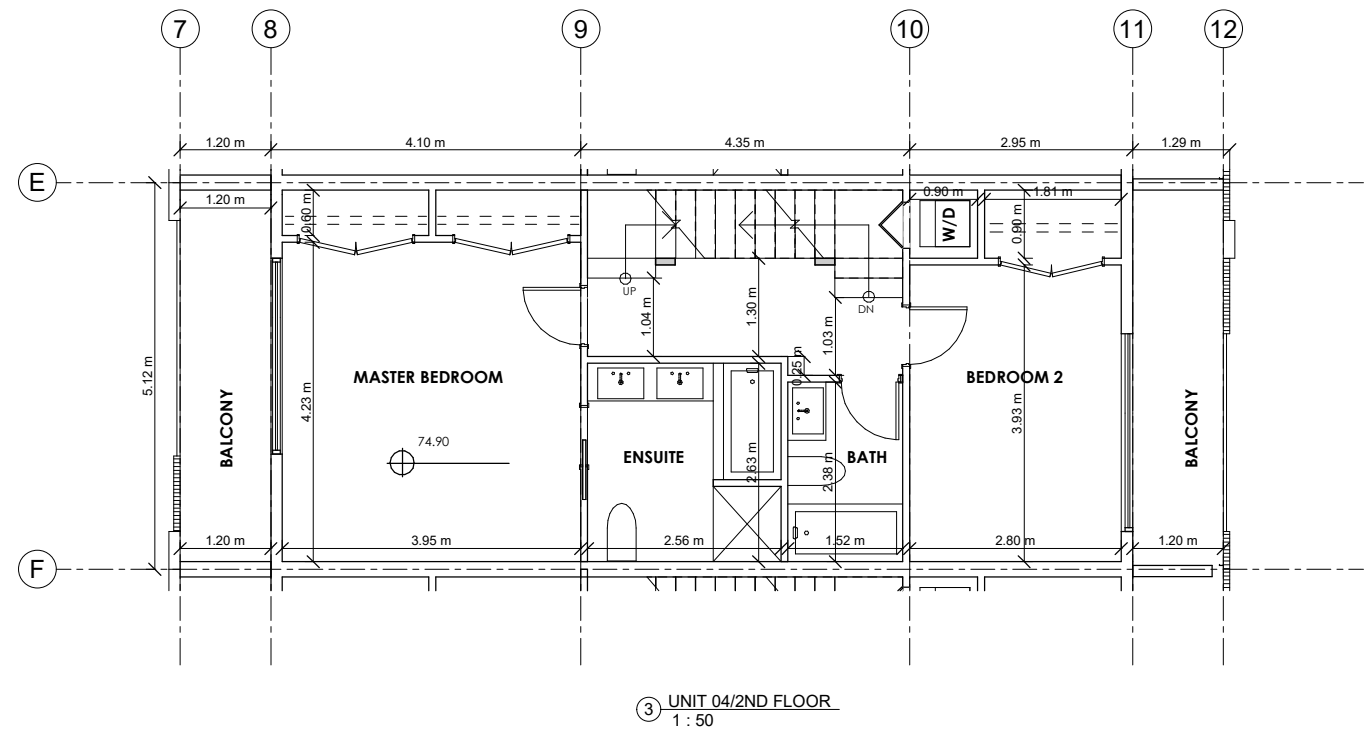 7
8
9
10
11
12
1.20 m
4.10 m
4.35 m
2.95 m
1.29 m
E
1.20 m
0.90 m
1.81 m
0.60 m
W/D
0.90 m
UP
DN
1.04 m
1.30 m
1.03 m
0.25 m
5.12 m
MASTER BEDROOM
BEDROOM 2
4.23 m
3.93 m
BALCONY
BALCONY
74.90
ENSUITE
BATH
2.63 m
2.38 m
1.20 m
3.95 m
2.56 m
1.52 m
2.80 m
1.20 m
F
3
UNIT 04/2ND FLOOR
1 : 50